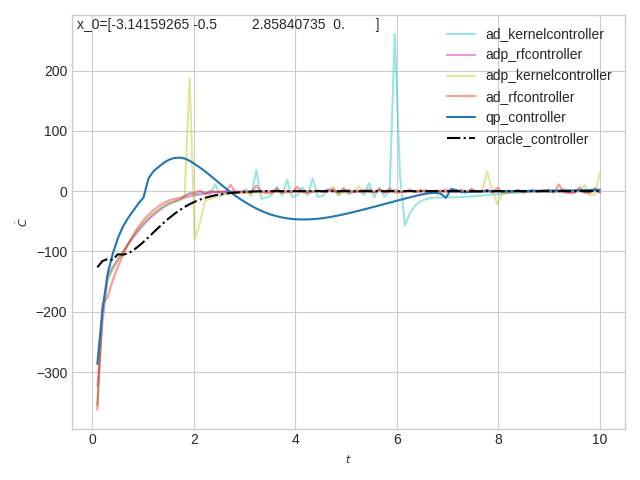 x_0=[-3.14159265 -0.5 2.85840735 0. ]
ad_kernelcontroller
adp_rfcontroller
adp_kernelcontroller
ad_rfcontroller
qp_controller
oracle_controller
200
100
0
−100
−200
−300
Ċ
0 2 4 6 8 10
t